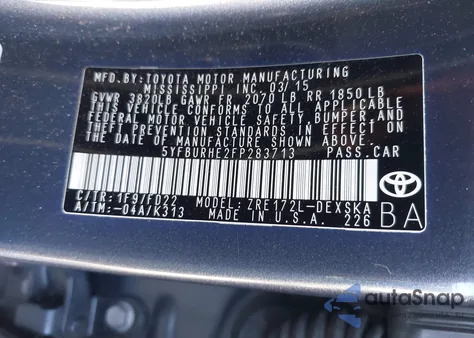 MFD BY: TOYOTA MOTOR MANUFACTURING
MISSISSIPPI, INC. 03/15
GVWR 3820LB GAWR FR 2070 LB RR 1850 LB
THIS VEHICLE CONFORMS TO ALL APPLICABLE
FEDERAL MOTOR VEHICLE SAFETY, BUMPER, AND
THEFT PREVENTION STANDARDS IN EFFECT ON
THE DATE OF MANUFACTURE SHOWN ABOVE.
5YFBURHE2FP283713 PASS.CAR
C/TR: 1F9/FD22 MODEL: ZRE172L-DEXSKA
A/TM: -04A/K313 MADE IN U.S.A. 226
TOYOTA
BA
autoSnap